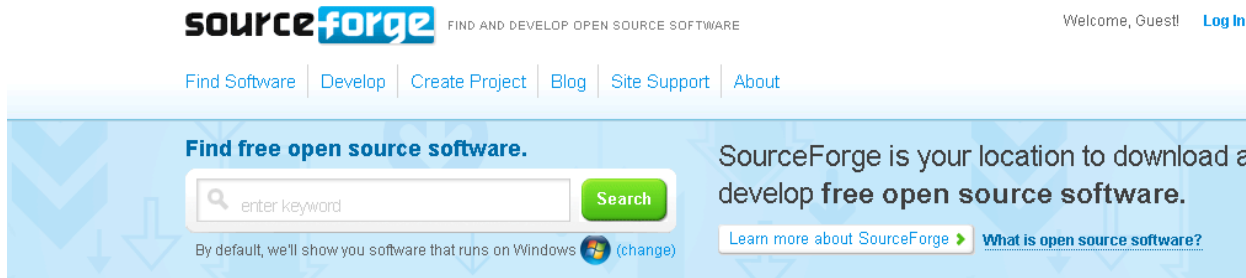 sourceforge FIND AND DEVELOP OPEN SOURCE SOFTWARE Welcome, Guest! Log In
Find Software Develop Create Project Blog Site Support About
Find free open source software.
enter keyword Search
By default, we'll show you software that runs on Windows (change)
SourceForge is your location to download a
develop free open source software.
Learn more about SourceForge What is open source software?